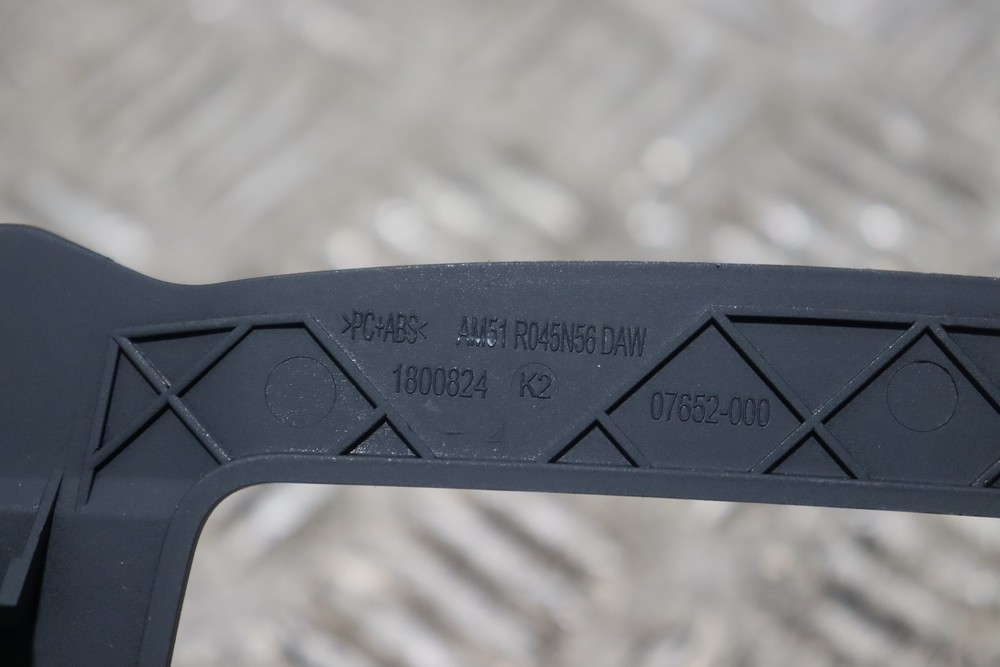 >PC+ABS< AM51 R045N56 DAW
1800824 K2
07652-000